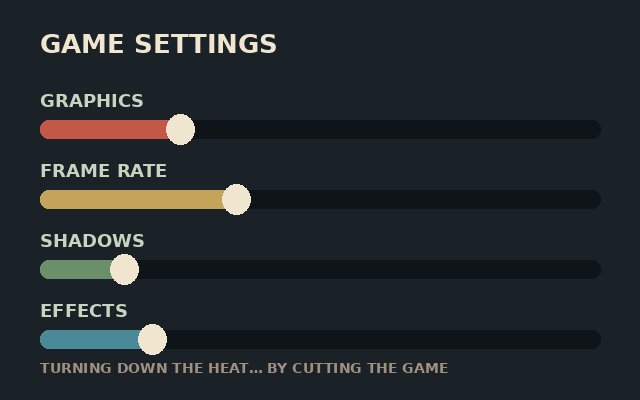 GAME SETTINGS
GRAPHICS
FRAME RATE
SHADOWS
EFFECTS
TURNING DOWN THE HEAT... BY CUTTING THE GAME